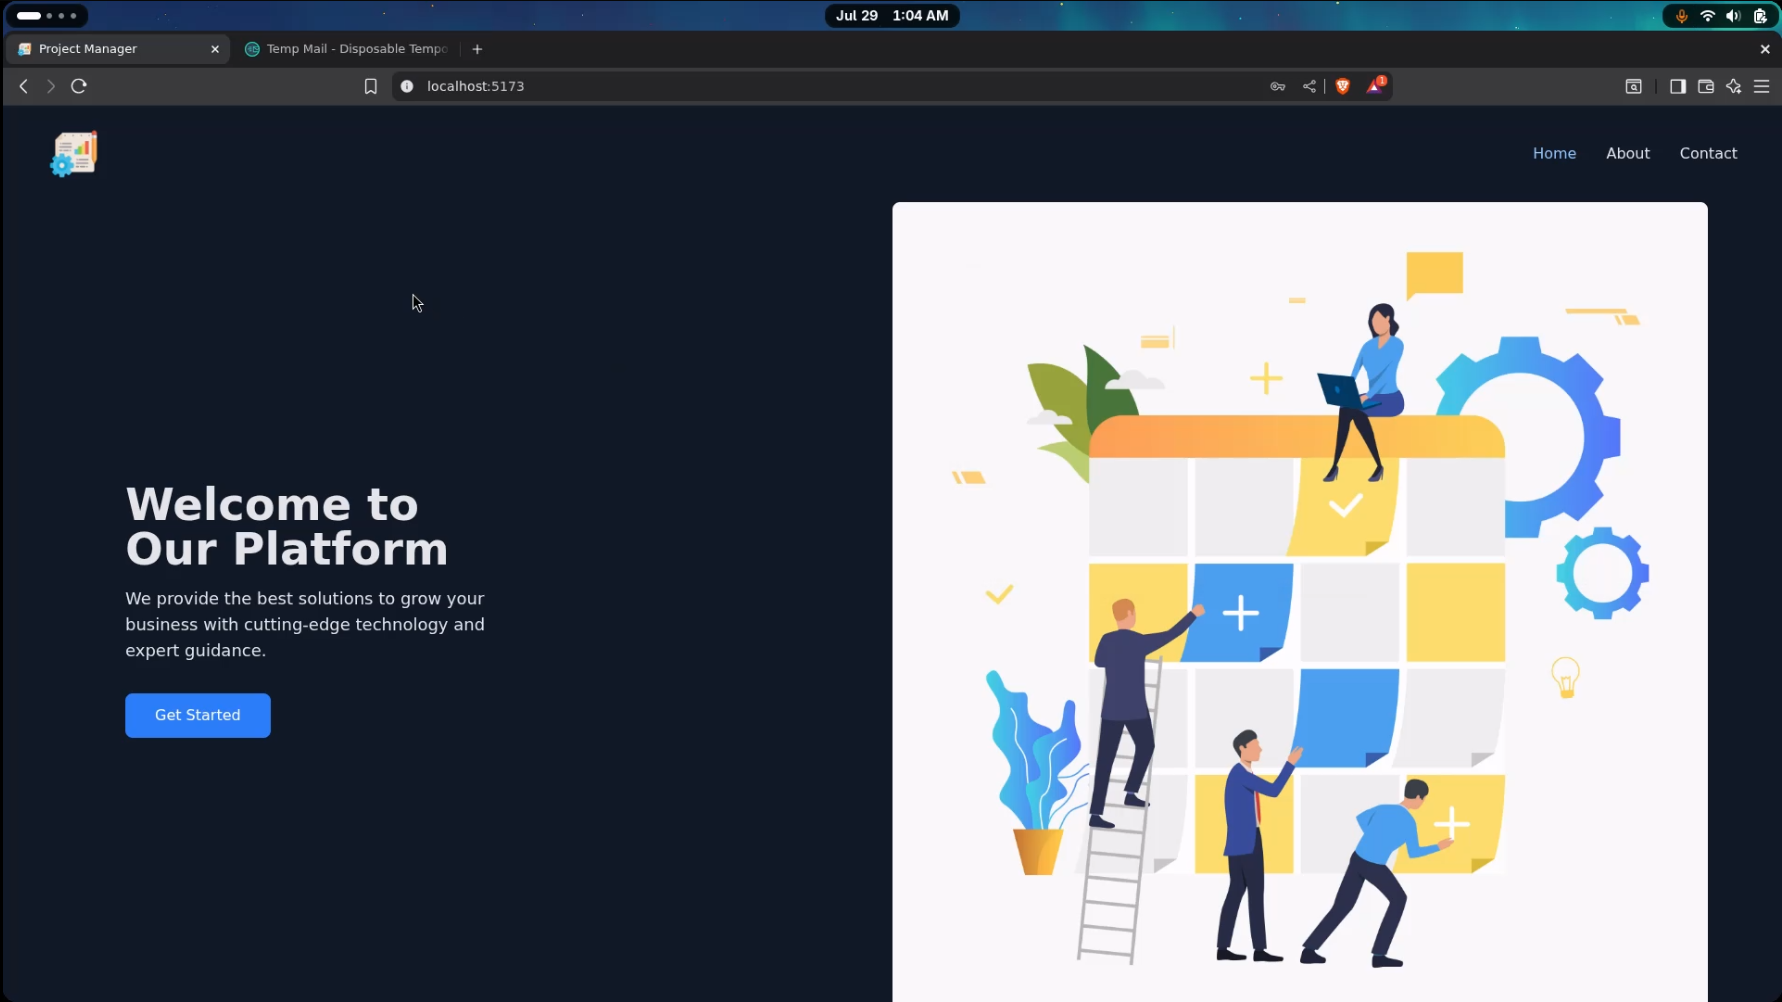 Jul 29 1:04 AM
Project Manager
Temp Mail - Disposable Tempo
localhost:5173
1
Home
About
Contact
Welcome to
Our Platform
We provide the best solutions to grow your
business with cutting-edge technology and
expert guidance.
Get Started